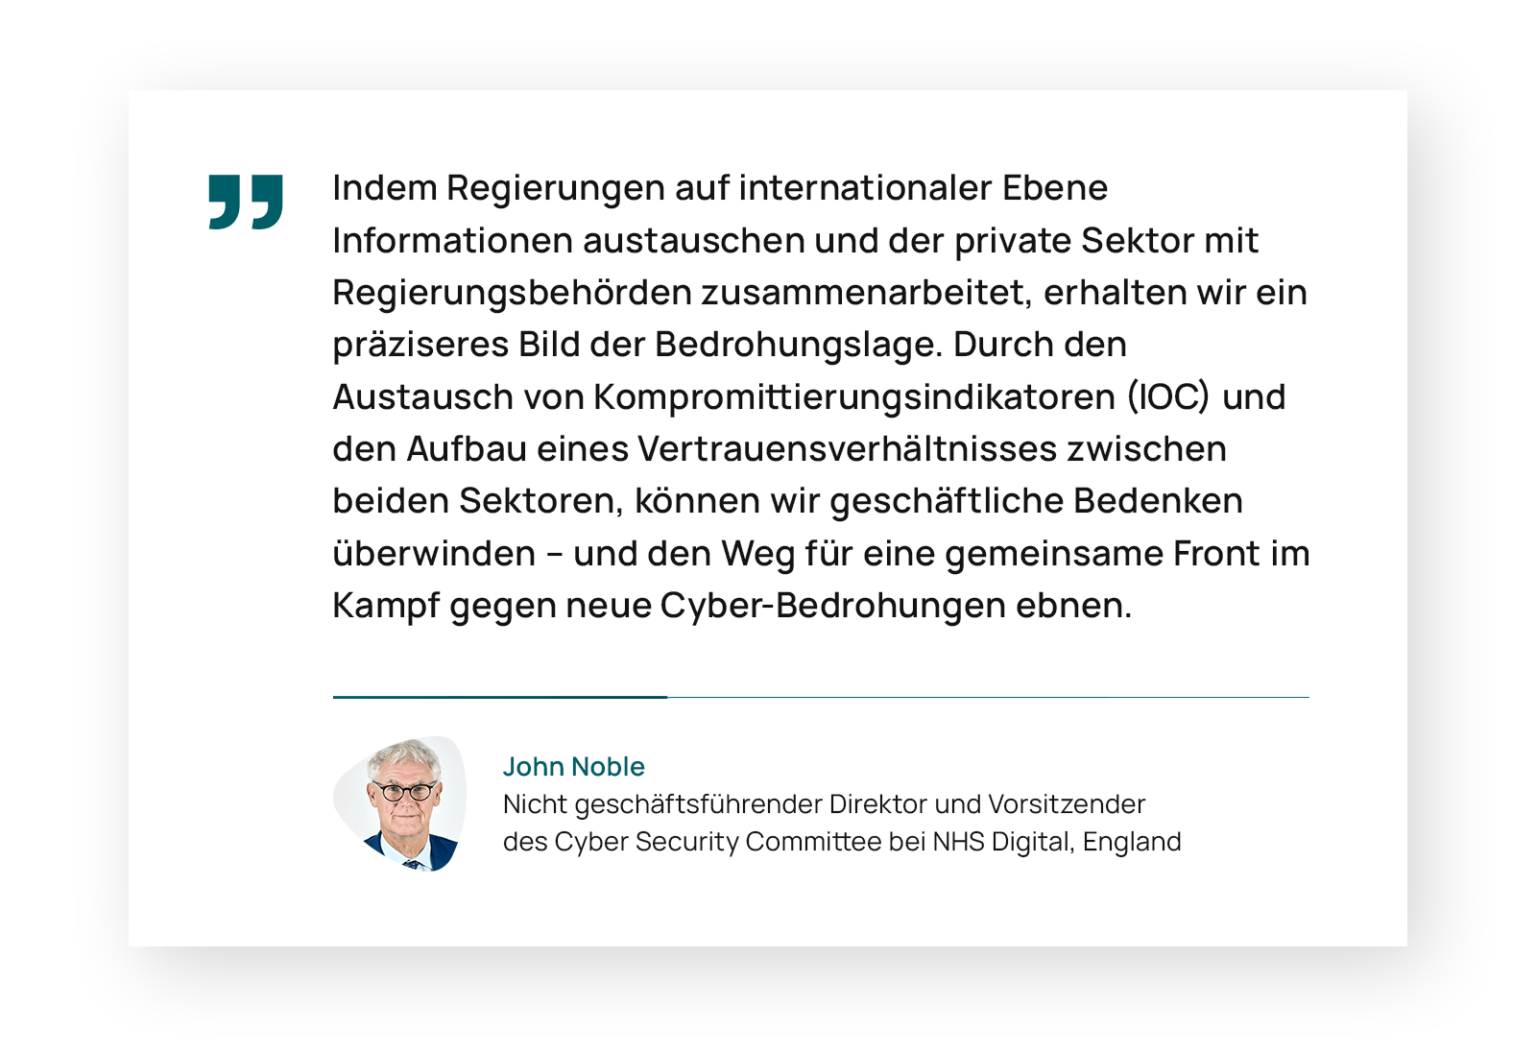 ”
Indem Regierungen auf internationaler Ebene
Informationen austauschen und der private Sektor mit
Regierungsbehörden zusammenarbeitet, erhalten wir ein
präziseres Bild der Bedrohungslage. Durch den
Austausch von Kompromittierungsindikatoren (IOC) und
den Aufbau eines Vertrauensverhältnisses zwischen
beiden Sektoren, können wir geschäftliche Bedenken
überwinden – und den Weg für eine gemeinsame Front im
Kampf gegen neue Cyber-Bedrohungen ebnen.
John Noble
Nicht geschäftsführender Direktor und Vorsitzender
des Cyber Security Committee bei NHS Digital, England